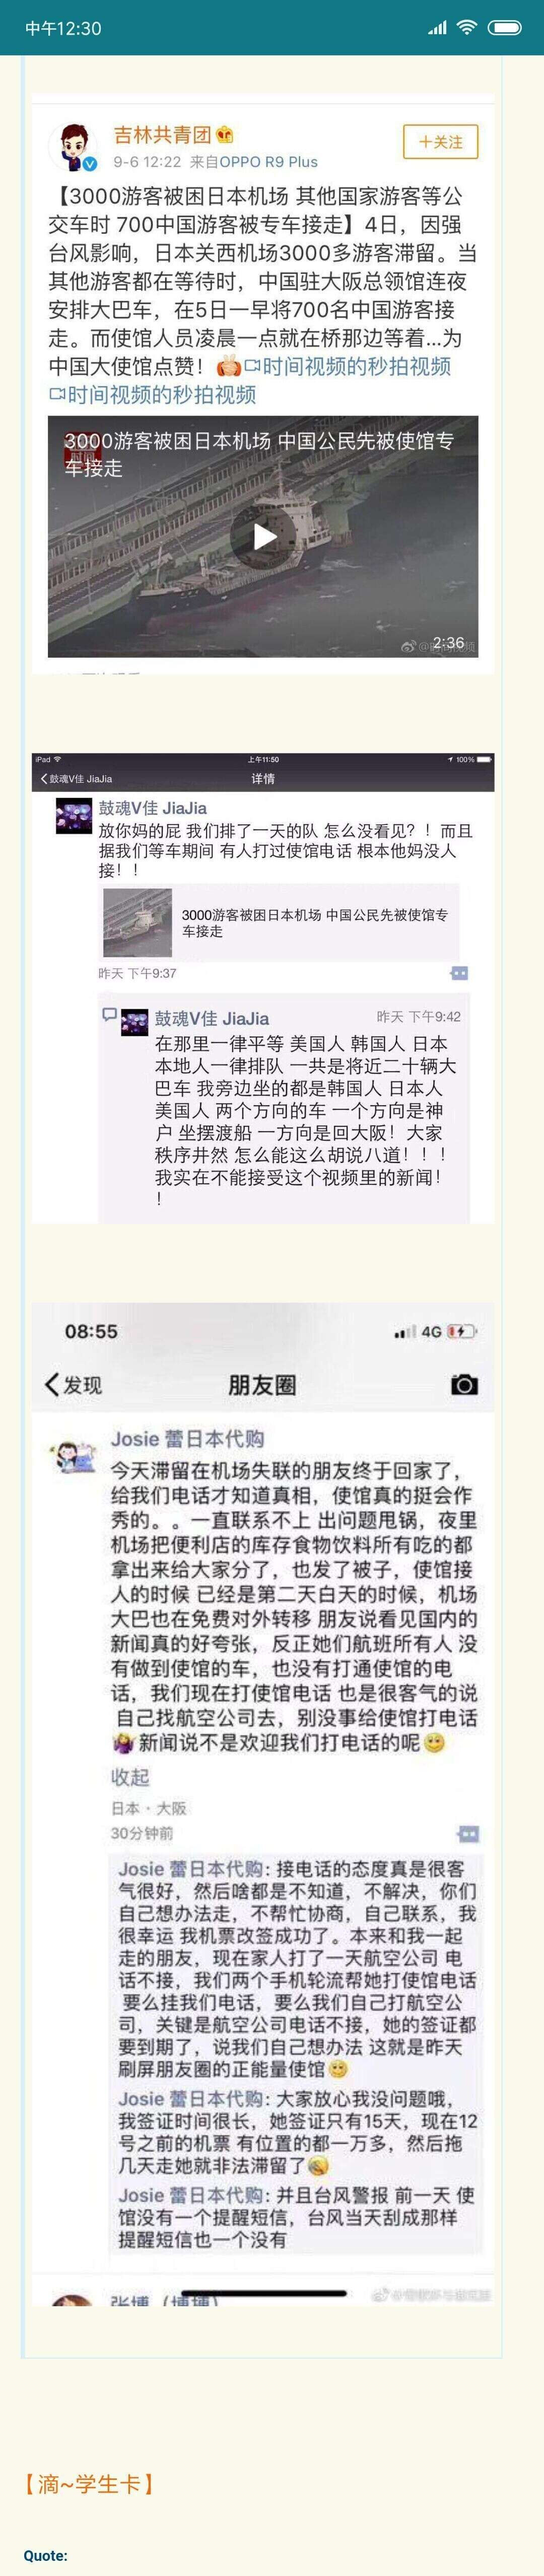 中午12:30
吉林共青团
9-6 12:22 来自OPPO R9 Plus
十关注
【3000游客被困日本机场 其他国家游客等公
交车时 700中国游客被专车接走】4日，因强
台风影响，日本关西机场3000多游客滞留。当
其他游客都在等待时，中国驻大阪总领馆连夜
安排大巴车，在5日一早将700名中国游客接
走。而使馆人员凌晨一点就在桥那边等着...为
中国大使馆点赞！时间视频的秒拍视频
时间视频的秒拍视频
3000游客被困日本机场 中国公民先被使馆专
车接走
2:36
iPad
上午11:50
100%
鼓魂V佳 JiaJia
详情
鼓魂V佳 JiaJia
放你妈的屁 我们排了一天的队 怎么没看见？！而且
据我们等车期间 有人打过使馆电话 根本他妈没人
接！！
3000游客被困日本机场 中国公民先被使馆专
车接走
昨天 下午9:37
鼓魂V佳 JiaJia
昨天 下午9:42
在那里一律平等 美国人 韩国人 日本
本地人一律排队 一共是将近二十辆大
巴车 我旁边坐的都是韩国人 日本人
美国人 两个方向的车 一个方向是神
户 坐摆渡船 一方向是回大阪！大家
秩序井然 怎么能这么胡说八道！！！
我实在不能接受这个视频里的新闻！
！
08:55
4G
发现
朋友圈
Josie 蕾日本代购
今天滞留在机场失联的朋友终于回家了，
给我们电话才知道真相，使馆真的挺会作
秀的。。一直联系不上 出问题甩锅，夜里
机场把便利店的库存食物饮料所有吃的都
拿出来给大家分了，也发了被子，使馆接
人的时候 已经是第二天白天的时候，机场
大巴也在免费对外转移 朋友说看见国内的
新闻真的好夸张，反正她们航班所有人 没
有做到使馆的车，也没有打通使馆的电
话，我们现在打使馆电话 也是很客气的说
自己找航空公司去，别没事给使馆打电话
新闻说不是欢迎我们打电话的呢
收起
日本·大阪
30分钟前
Josie 蕾日本代购: 接电话的态度真是很客
气很好，然后啥都是不知道，不解决，你们
自己想办法走，不帮忙协商，自己联系，我
很幸运 我机票改签成功了。本来和我一起
走的朋友，现在家人打了一天航空公司 电
话不接，我们两个手机轮流帮她打使馆电话
要么挂我们电话，要么我们自己打航空公
司，关键是航空公司电话不接，她的签证都
要到期了，说我们自己想办法 这就是昨天
刷屏朋友圈的正能量使馆
Josie 蕾日本代购: 大家放心我没问题哦，
我签证时间很长，她签证只有15天，现在12
号之前的机票 有位置的都一万多，然后拖
几天走她就非法滞留了
Josie 蕾日本代购: 并且台风警报 前一天 使
馆没有一个提醒短信，台风当天刮成那样
提醒短信也一个没有
【滴~学生卡】
Quote: